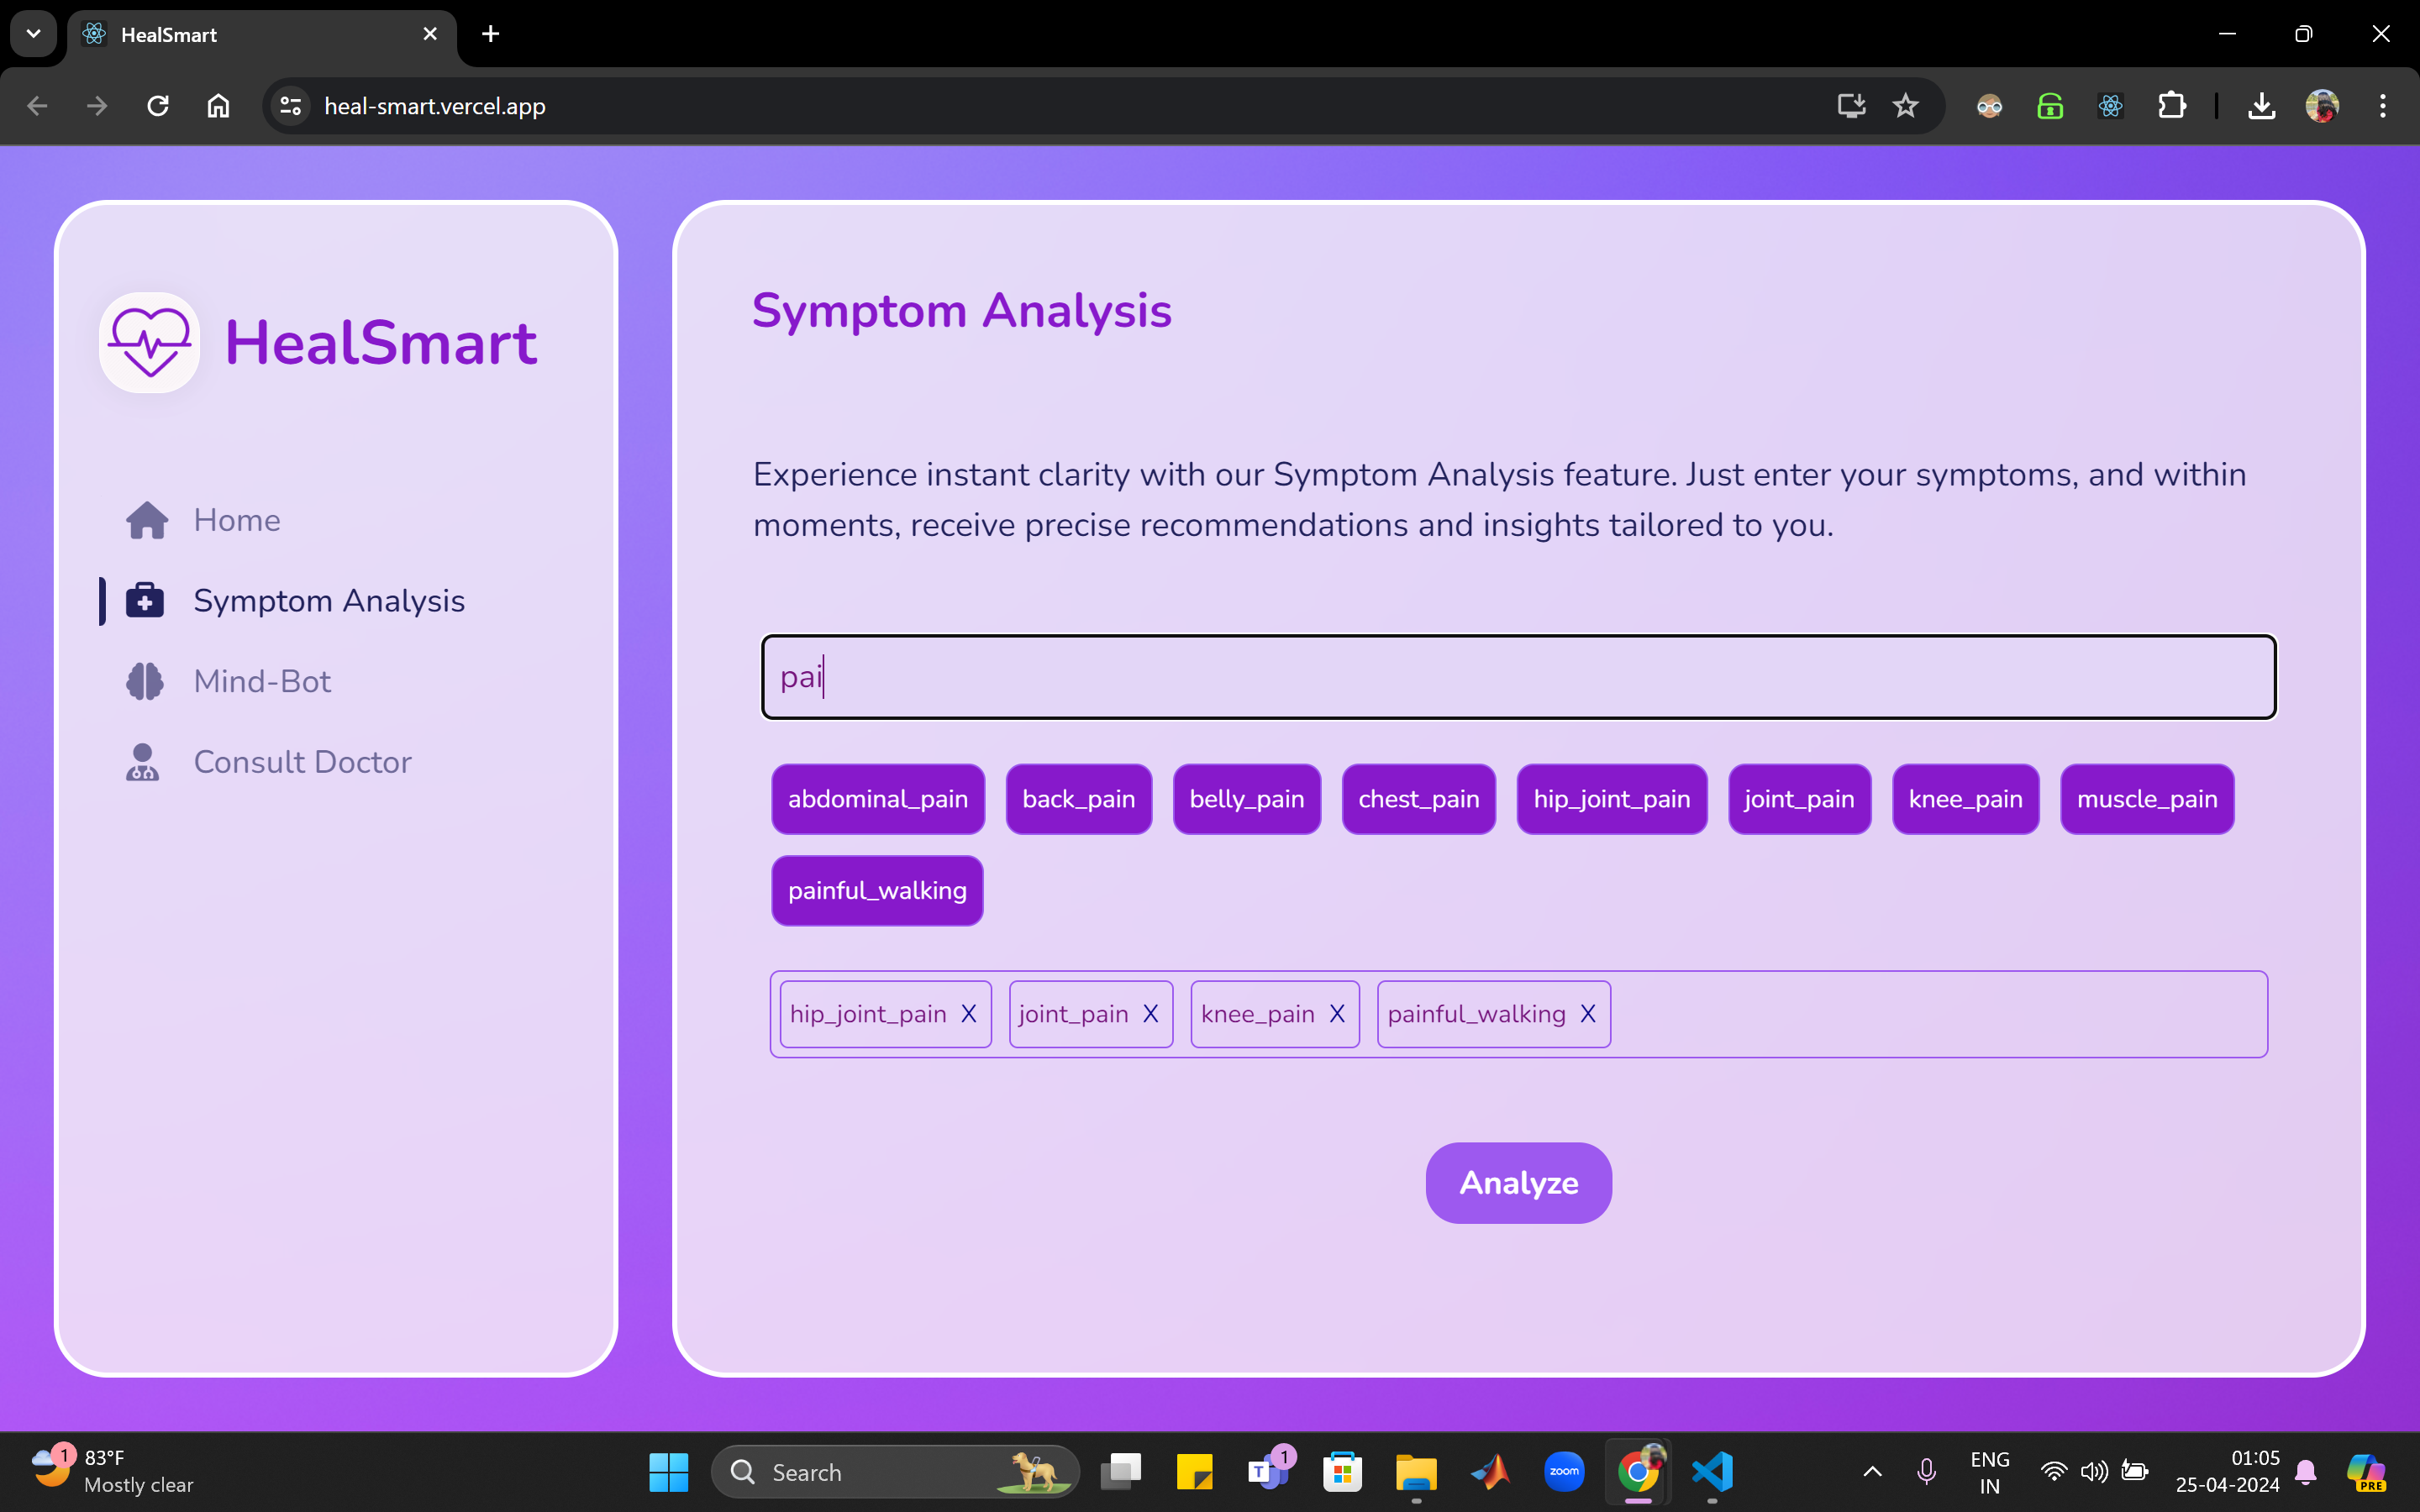 HealSmart
heal-smart.vercel.app
HealSmart
Home
Symptom Analysis
Mind-Bot
Consult Doctor
Symptom Analysis
Experience instant clarity with our Symptom Analysis feature. Just enter your symptoms, and within
moments, receive precise recommendations and insights tailored to you.
pai
abdominal_pain back_pain belly_pain chest_pain hip_joint_pain joint_pain knee_pain muscle_pain
painful_walking
hip_joint_pain X joint_pain X knee_pain X painful_walking X
Analyze
1
83°F
Mostly clear
Search
T 1
zoom
ENG
IN
01:05
25-04-2024
PRE